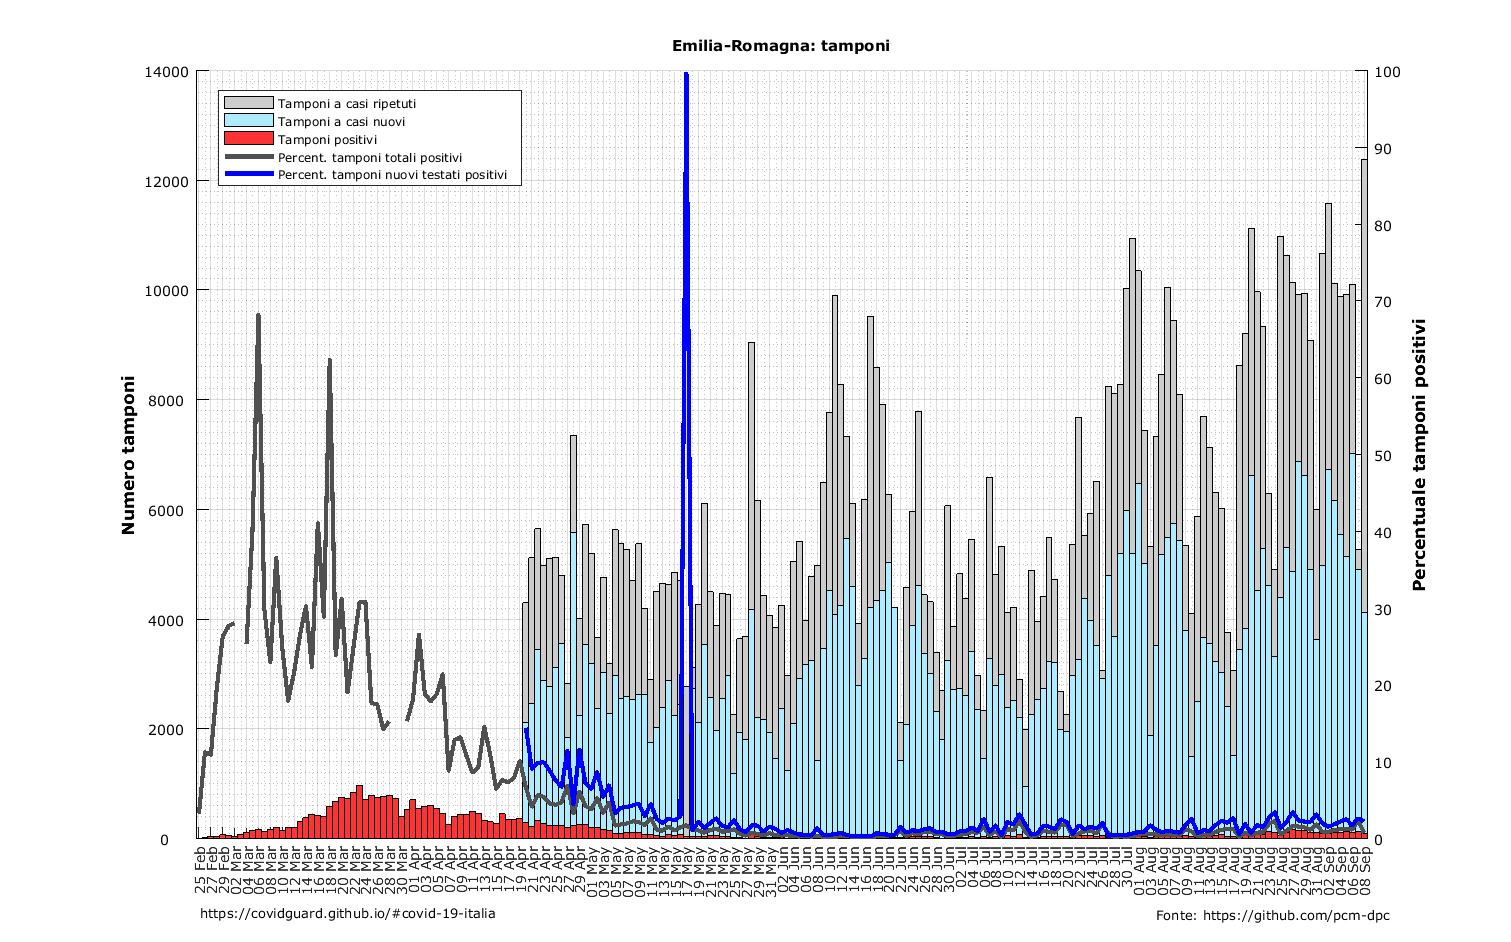 Emilia-Romagna: tamponi
Tamponi a casi ripetuti
Tamponi a casi nuovi
Tamponi positivi
Percent. tamponi totali positivi
Percent. tamponi nuovi testati positivi
Numero tamponi
14000
12000
10000
8000
6000
4000
2000
0
100
90
80
70
60
50
40
30
20
10
0
Percentuale tamponi positivi
25 Feb
27 Feb
29 Feb
02 Mar
04 Mar
06 Mar
08 Mar
10 Mar
12 Mar
14 Mar
16 Mar
18 Mar
20 Mar
22 Mar
24 Mar
26 Mar
28 Mar
30 Mar
01 Apr
03 Apr
05 Apr
07 Apr
09 Apr
11 Apr
13 Apr
15 Apr
17 Apr
19 Apr
21 Apr
23 Apr
25 Apr
27 Apr
29 Apr
01 May
03 May
05 May
07 May
09 May
11 May
13 May
15 May
17 May
19 May
21 May
23 May
25 May
27 May
29 May
31 May
02 Jun
04 Jun
06 Jun
08 Jun
10 Jun
12 Jun
14 Jun
16 Jun
18 Jun
20 Jun
22 Jun
24 Jun
26 Jun
28 Jun
30 Jun
02 Jul
04 Jul
06 Jul
08 Jul
10 Jul
12 Jul
14 Jul
16 Jul
18 Jul
20 Jul
22 Jul
24 Jul
26 Jul
28 Jul
30 Jul
01 Aug
03 Aug
05 Aug
07 Aug
09 Aug
11 Aug
13 Aug
15 Aug
17 Aug
19 Aug
21 Aug
23 Aug
25 Aug
27 Aug
29 Aug
31 Aug
02 Sep
04 Sep
06 Sep
08 Sep
https://covidguard.github.io/#covid-19-italia
Fonte: https://github.com/pcm-dpc